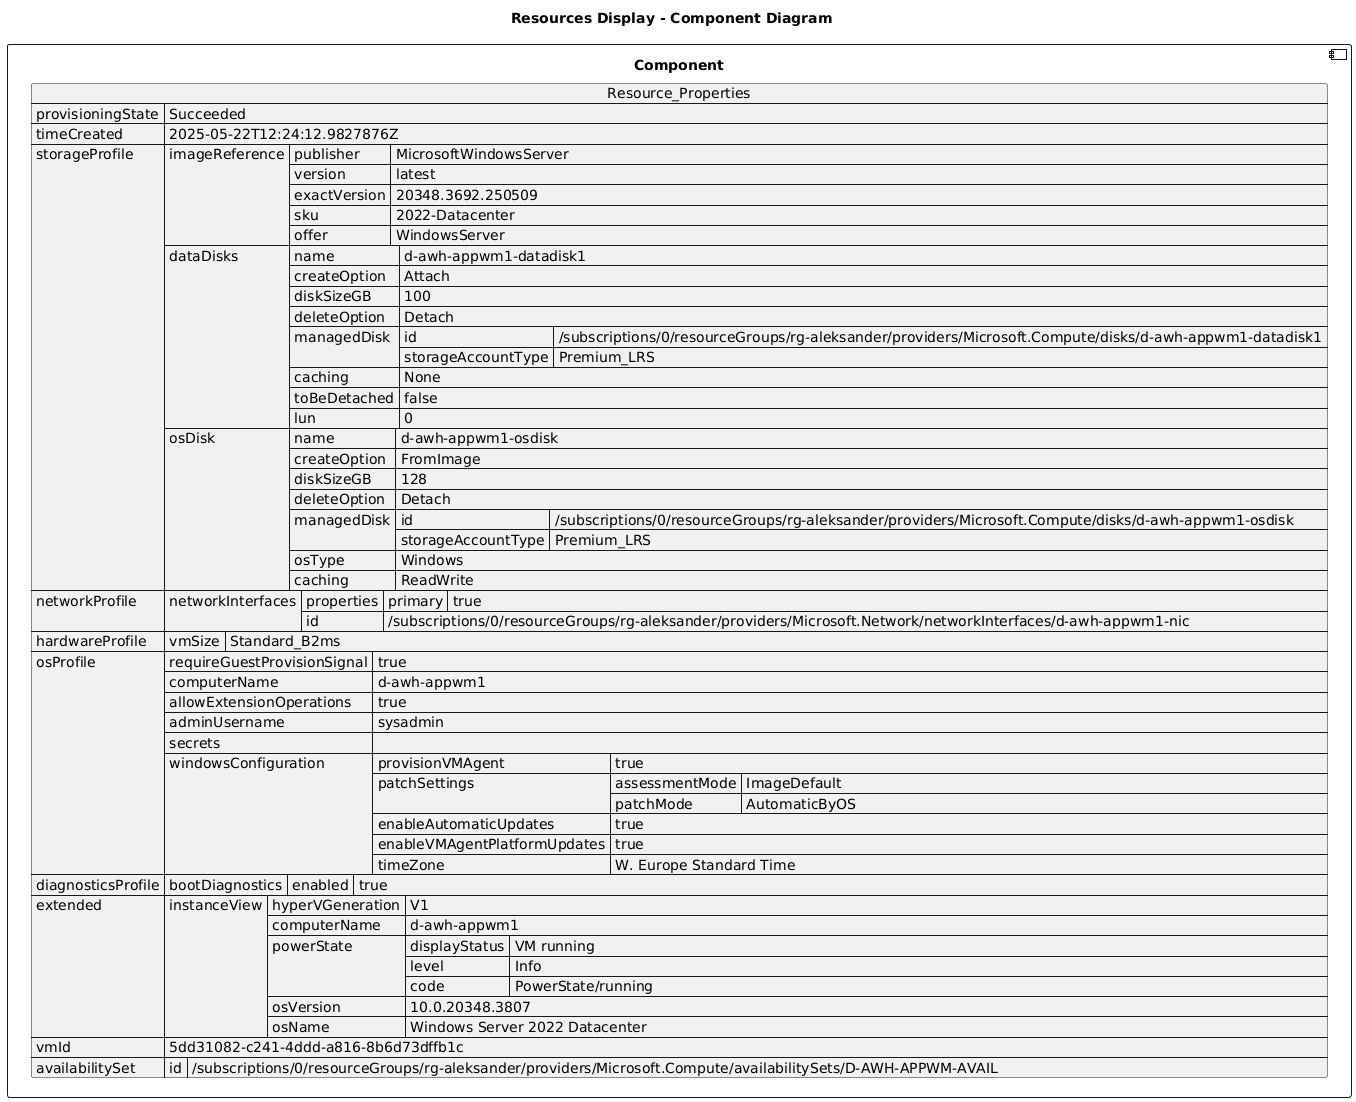 Resources Display - Component Diagram
Component
Resource_Properties
provisioningState Succeeded
timeCreated 2025-05-22T12:24:12.9827876Z
storageProfile imageReference publisher MicrosoftWindowsServer
version latest
exactVersion 20348.3692.250509
sku 2022-Datacenter
offer WindowsServer
dataDisks name d-awh-appwm1-datadisk1
createOption Attach
diskSizeGB 100
deleteOption Detach
managedDisk id /subscriptions/0/resourceGroups/rg-aleksander/providers/Microsoft.Compute/disks/d-awh-appwm1-datadisk1
storageAccountType Premium_LRS
caching None
toBeDetached false
lun 0
osDisk name d-awh-appwm1-osdisk
createOption FromImage
diskSizeGB 128
deleteOption Detach
managedDisk id /subscriptions/0/resourceGroups/rg-aleksander/providers/Microsoft.Compute/disks/d-awh-appwm1-osdisk
storageAccountType Premium_LRS
osType Windows
caching ReadWrite
networkProfile networkInterfaces properties primary true
id /subscriptions/0/resourceGroups/rg-aleksander/providers/Microsoft.Network/networkInterfaces/d-awh-appwm1-nic
hardwareProfile vmSize Standard_B2ms
osProfile requireGuestProvisionSignal true
computerName d-awh-appwm1
allowExtensionOperations true
adminUsername sysadmin
secrets
windowsConfiguration provisionVMAgent true
patchSettings assessmentMode ImageDefault
patchMode AutomaticByOS
enableAutomaticUpdates true
enableVMAgentPlatformUpdates true
timeZone W. Europe Standard Time
diagnosticsProfile bootDiagnostics enabled true
extended instanceView hyperVGeneration V1
computerName d-awh-appwm1
powerState displayStatus VM running
level Info
code PowerState/running
osVersion 10.0.20348.3807
osName Windows Server 2022 Datacenter
vmId 5dd31082-c241-4ddd-a816-8b6d73dffb1c
availabilitySet id /subscriptions/0/resourceGroups/rg-aleksander/providers/Microsoft.Compute/availabilitySets/D-AWH-APPWM-AVAIL